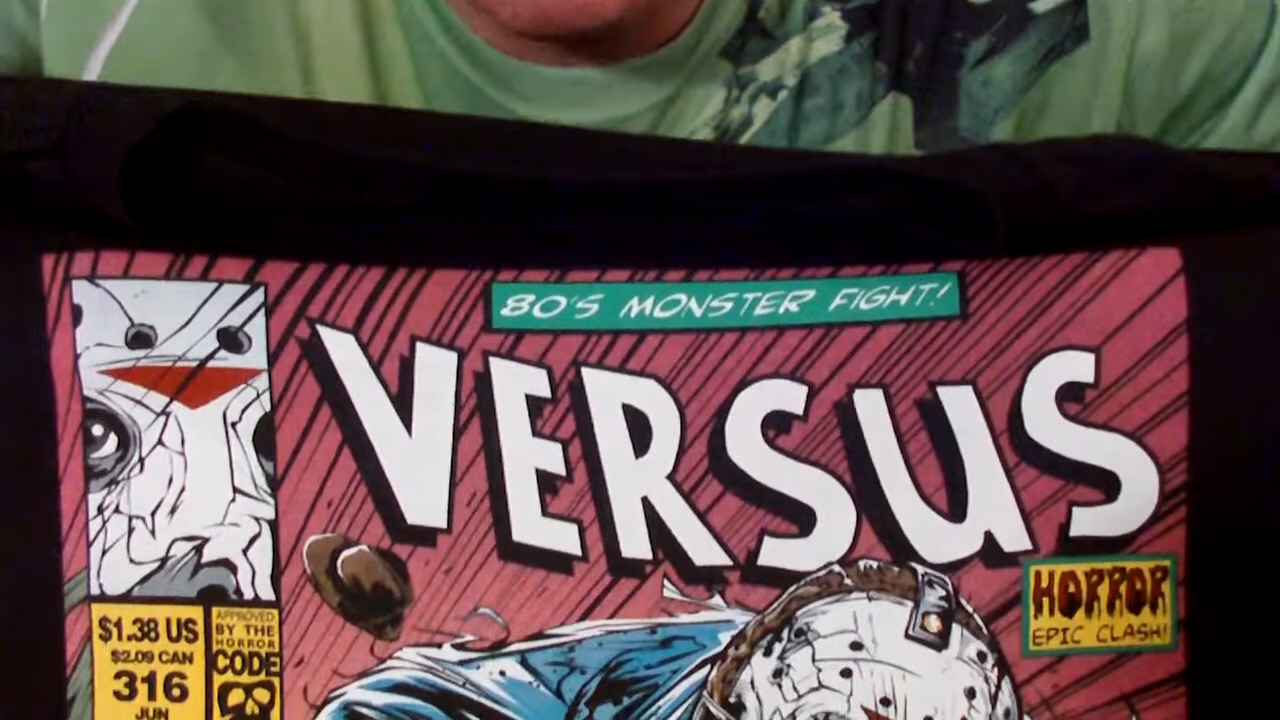 80'S MONSTER FIGHT!
VERSUS
HORROR
EPIC CLASH!
$1.38 US
$2.09 CAN
316
JUN
APPROVED
BY THE
HORROR
CODE